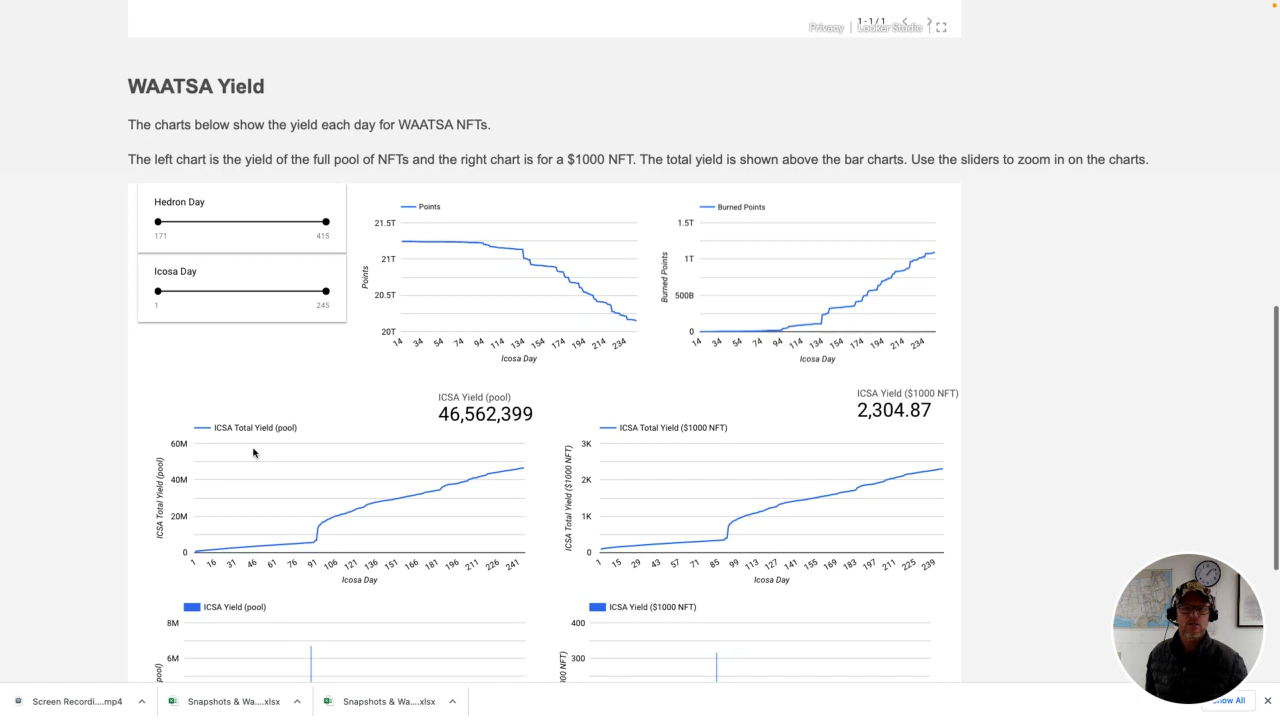 1-1/1
Privacy | Looker Studio
WAATSA Yield
The charts below show the yield each day for WAATSA NFTs.
The left chart is the yield of the full pool of NFTs and the right chart is for a $1000 NFT. The total yield is shown above the bar charts. Use the sliders to zoom in on the charts.
Hedron Day
171 415
Icosa Day
1 245
Points
21.5T
21T
20.5T
20T
Points
14 34 54 74 94 114 134 154 174 194 214 234
Icosa Day
Burned Points
1.5T
1T
500B
0
Burned Points
14 34 54 74 94 114 134 154 174 194 214 234
Icosa Day
ICSA Yield (pool)
46,562,399
ICSA Yield ($1000 NFT)
2,304.87
ICSA Total Yield (pool)
60M
40M
20M
0
ICSA Total Yield (pool)
1 16 31 46 61 76 91 106 121 136 151 166 181 196 211 226 241
Icosa Day
ICSA Total Yield ($1000 NFT)
3K
2K
1K
0
ICSA Total Yield ($1000 NFT)
1 15 29 43 57 71 85 99 113 127 141 155 169 183 197 211 225 239
Icosa Day
ICSA Yield (pool)
8M
6M
pool)
ICSA Yield ($1000 NFT)
400
300
00 NFT)
Screen Recordi....mp4
Snapshots & Wa....xlsx
Snapshots & Wa....xlsx
Show All